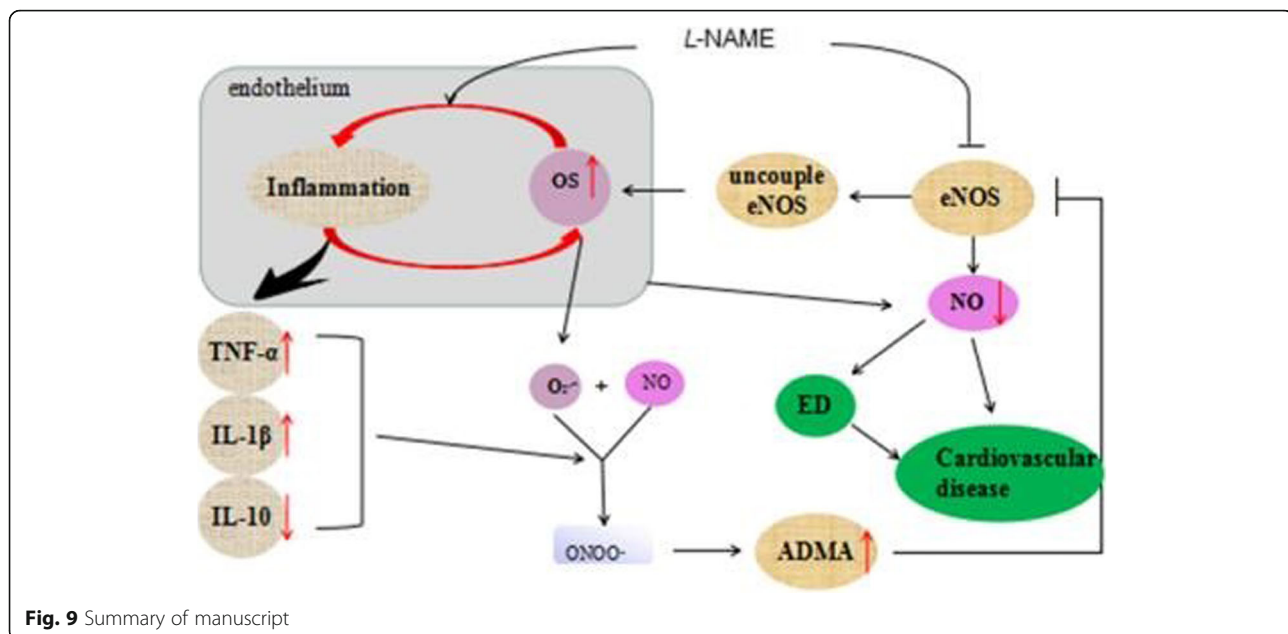 L-NAME
endothelium
Inflammation
OS
uncouple
eNOS
eNOS
NO
TNF-α
IL-1β
IL-10
O₂·- + NO
ED
Cardiovascular
disease
ONOO-
ADMA
Fig. 9 Summary of manuscript